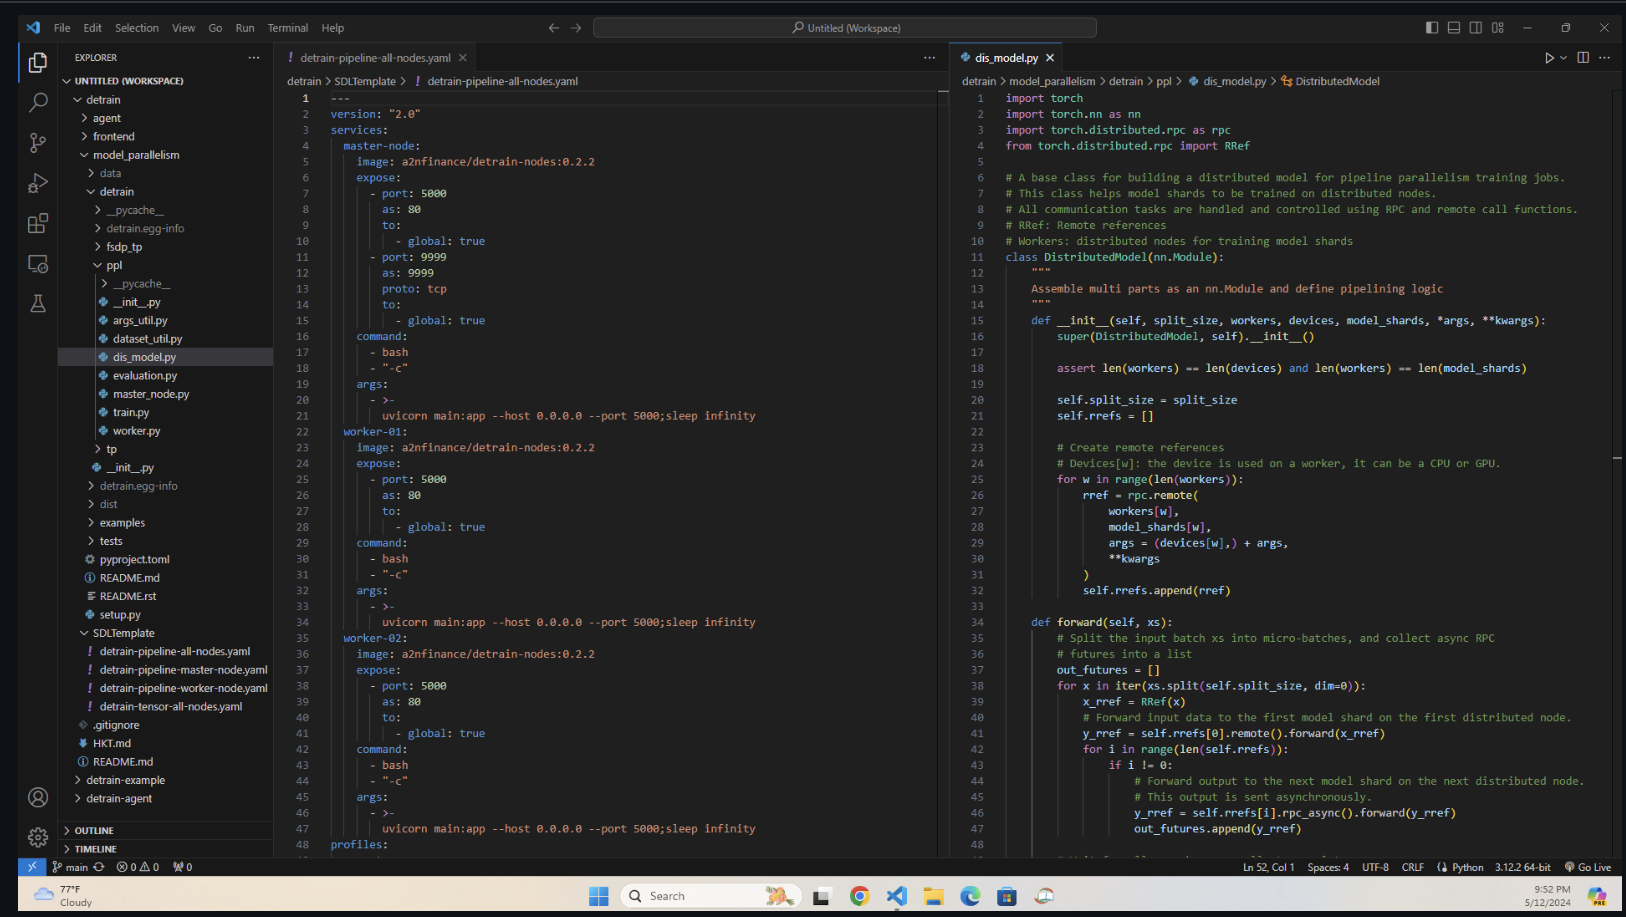 File Edit Selection View Go Run Terminal Help
Untitled (Workspace)
EXPLORER
UNTITLED (WORKSPACE)
detrain
agent
frontend
model_parallelism
data
detrain
__pycache__
detrain.egg-info
fsdp_tp
ppl
__pycache__
__init__.py
args_util.py
dataset_util.py
dis_model.py
evaluation.py
master_node.py
train.py
worker.py
tp
__init__.py
detrain.egg-info
dist
examples
tests
pyproject.toml
README.md
README.rst
setup.py
SDLTemplate
detrain-pipeline-all-nodes.yaml
detrain-pipeline-master-node.yaml
detrain-pipeline-worker-node.yaml
detrain-tensor-all-nodes.yaml
.gitignore
HKT.md
README.md
detrain-example
detrain-agent
OUTLINE
TIMELINE
! detrain-pipeline-all-nodes.yaml
detrain > SDLTemplate > ! detrain-pipeline-all-nodes.yaml
1 ---
2 version: "2.0"
3 services:
4 master-node:
5 image: a2nfinance/detrain-nodes:0.2.2
6 expose:
7 - port: 5000
8 as: 80
9 to:
10 - global: true
11 - port: 9999
12 as: 9999
13 proto: tcp
14 to:
15 - global: true
16 command:
17 - bash
18 - "-c"
19 args:
20 - >-
21 uvicorn main:app --host 0.0.0.0 --port 5000;sleep infinity
22 worker-01:
23 image: a2nfinance/detrain-nodes:0.2.2
24 expose:
25 - port: 5000
26 as: 80
27 to:
28 - global: true
29 command:
30 - bash
31 - "-c"
32 args:
33 - >-
34 uvicorn main:app --host 0.0.0.0 --port 5000;sleep infinity
35 worker-02:
36 image: a2nfinance/detrain-nodes:0.2.2
37 expose:
38 - port: 5000
39 as: 80
40 to:
41 - global: true
42 command:
43 - bash
44 - "-c"
45 args:
46 - >-
47 uvicorn main:app --host 0.0.0.0 --port 5000;sleep infinity
48 profiles:
dis_model.py
detrain > model_parallelism > detrain > ppl > dis_model.py > DistributedModel
1 import torch
2 import torch.nn as nn
3 import torch.distributed.rpc as rpc
4 from torch.distributed.rpc import RRef
5
6 # A base class for building a distributed model for pipeline parallelism training jobs.
7 # This class helps model shards to be trained on distributed nodes.
8 # All communication tasks are handled and controlled using RPC and remote call functions.
9 # RRef: Remote references
10 # Workers: distributed nodes for training model shards
11 class DistributedModel(nn.Module):
12 """
13 Assemble multi parts as an nn.Module and define pipelining logic
14 """
15 def __init__(self, split_size, workers, devices, model_shards, *args, **kwargs):
16 super(DistributedModel, self).__init__()
17
18 assert len(workers) == len(devices) and len(workers) == len(model_shards)
19
20 self.split_size = split_size
21 self.rrefs = []
22
23 # Create remote references
24 # Devices[w]: the device is used on a worker, it can be a CPU or GPU.
25 for w in range(len(workers)):
26 rref = rpc.remote(
27 workers[w],
28 model_shards[w],
29 args = (devices[w],) + args,
30 **kwargs
31 )
32 self.rrefs.append(rref)
33
34 def forward(self, xs):
35 # Split the input batch xs into micro-batches, and collect async RPC
36 # futures into a list
37 out_futures = []
38 for x in iter(xs.split(self.split_size, dim=0)):
39 x_rref = RRef(x)
40 # Forward input data to the first model shard on the first distributed node.
41 y_rref = self.rrefs[0].remote().forward(x_rref)
42 for i in range(len(self.rrefs)):
43 if i != 0:
44 # Forward output to the next model shard on the next distributed node.
45 # This output is sent asynchronously.
46 y_rref = self.rrefs[i].rpc_async().forward(y_rref)
47 out_futures.append(y_rref)
48
main 0 0 0 Ln 52, Col 1 Spaces: 4 UTF-8 CRLF Python 3.12.2 64-bit Go Live
77°F
Cloudy
Search
9:52 PM
5/12/2024
PRE